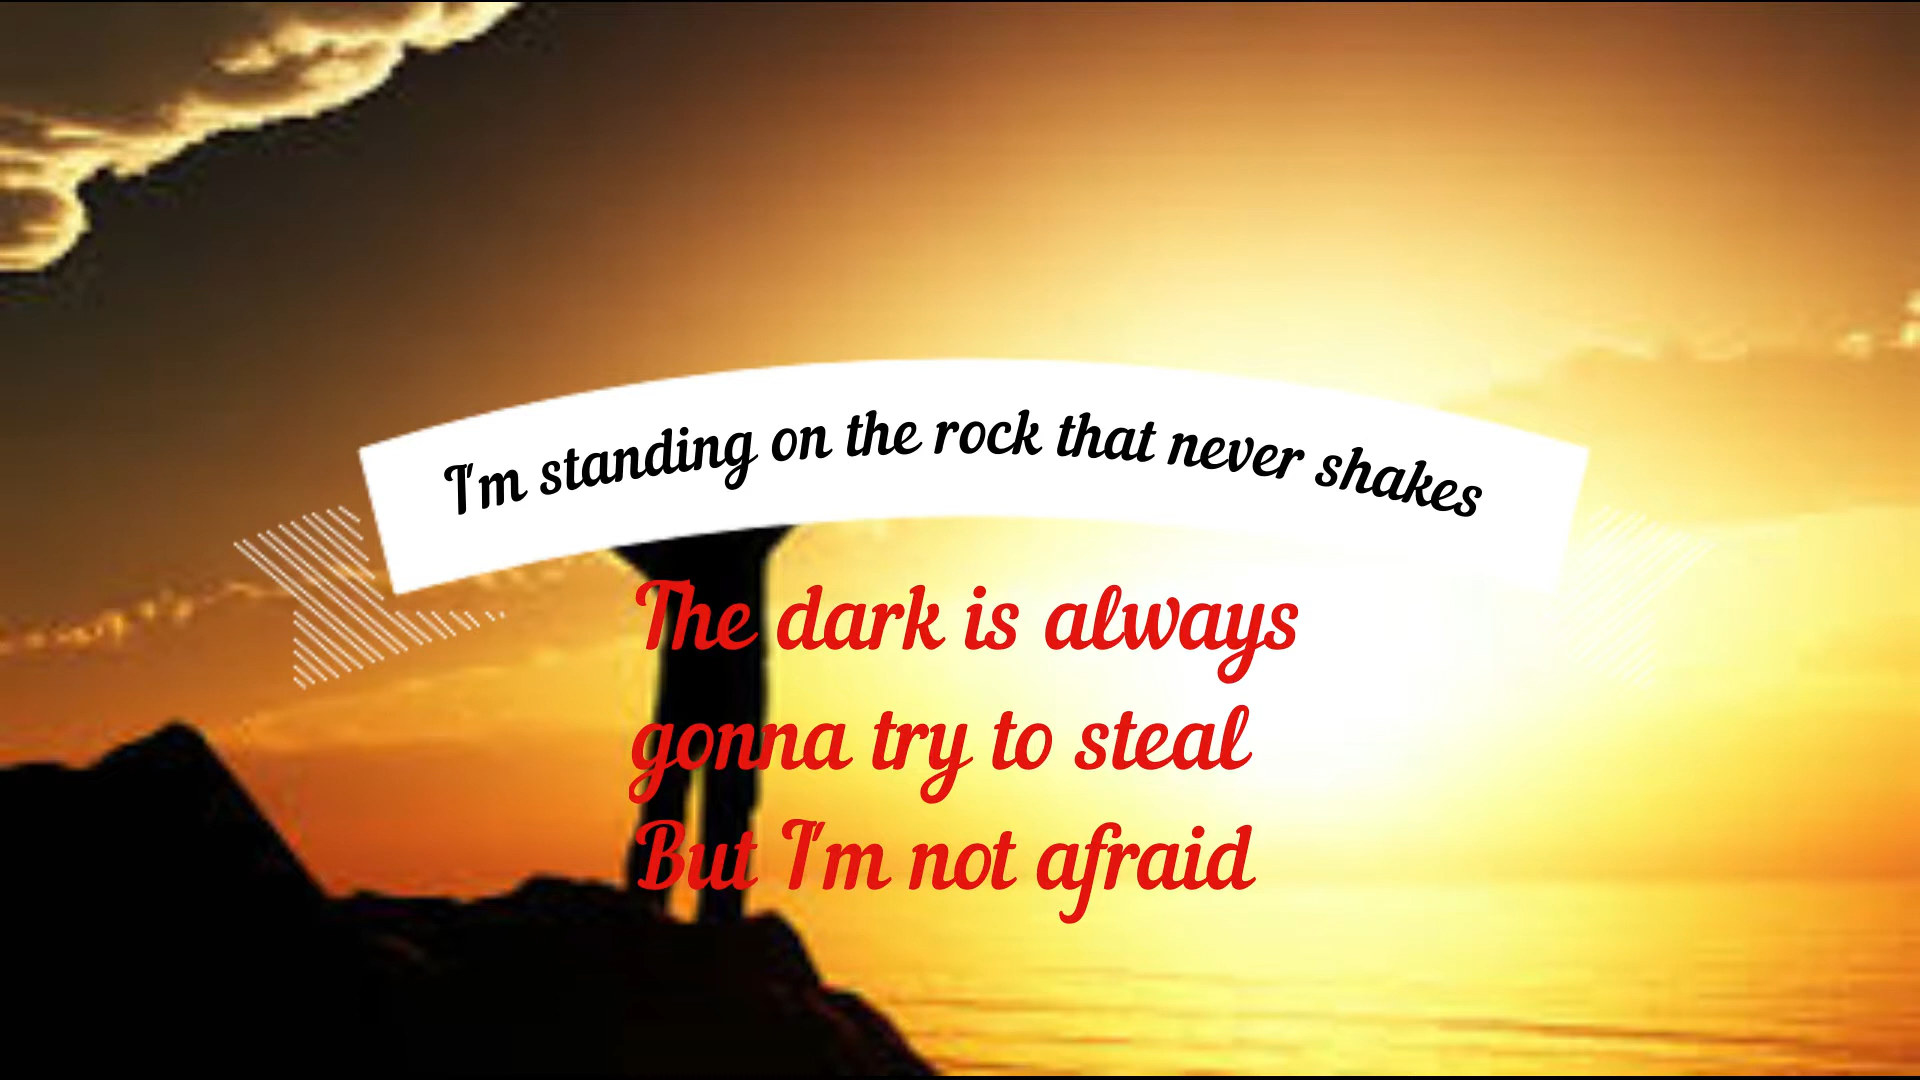 I'm standing on the rock that never shakes
The dark is always
gonna try to steal
But I'm not afraid